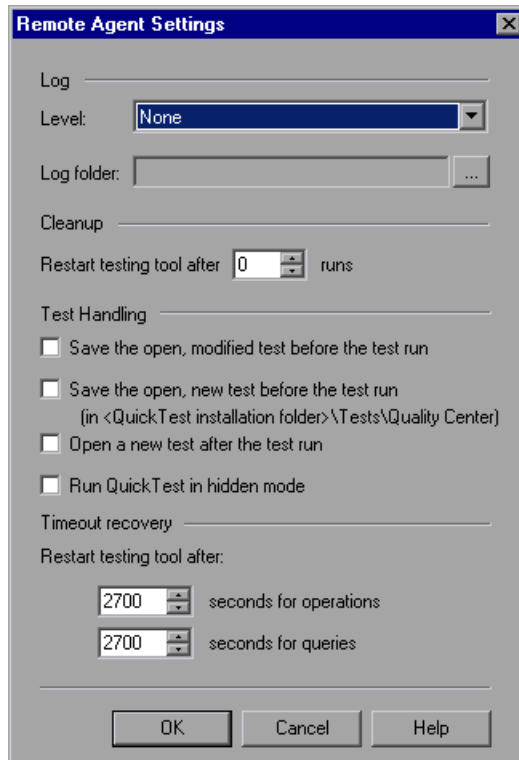 Remote Agent Settings
Log
Level: None
Log folder: ...
Cleanup
Restart testing tool after 0 runs
Test Handling
Save the open, modified test before the test run
Save the open, new test before the test run
(in <QuickTest installation folder>\Tests\Quality Center)
Open a new test after the test run
Run QuickTest in hidden mode
Timeout recovery
Restart testing tool after:
2700 seconds for operations
2700 seconds for queries
OK Cancel Help